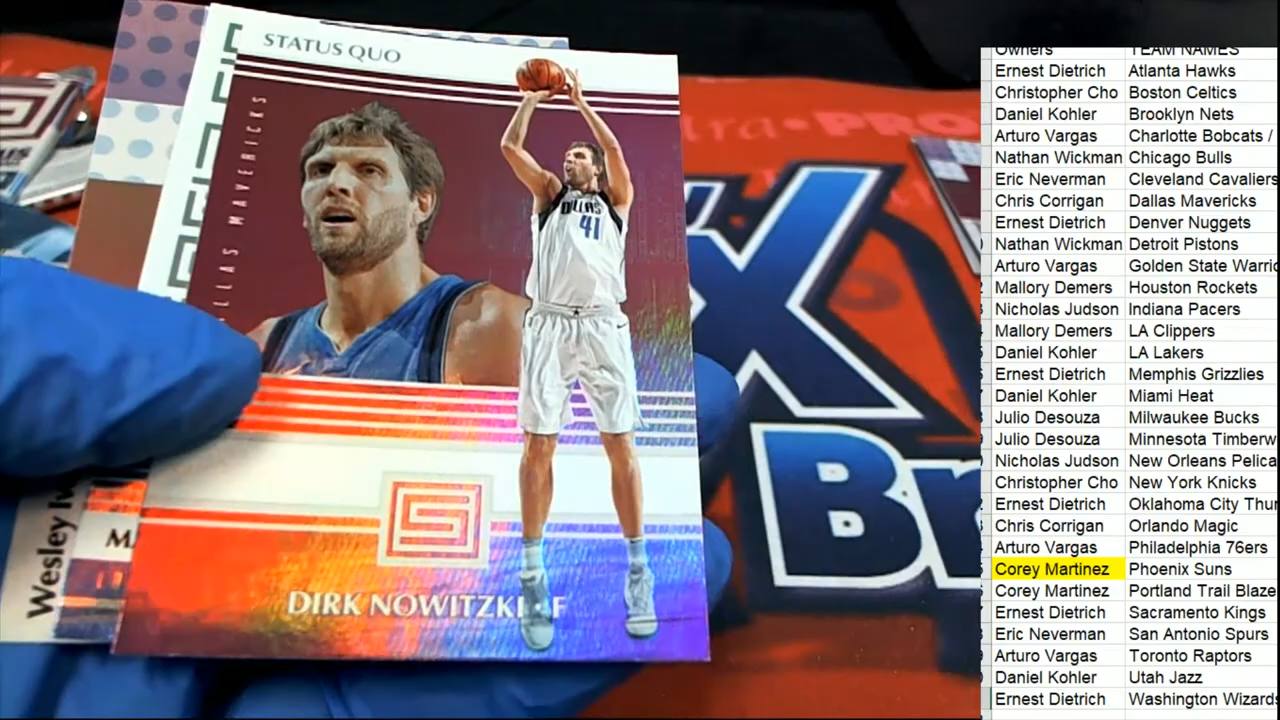 STATUS QUO
DALLAS MAVERICKS
DALLAS
41
DIRK NOWITZKI • F
Wesley
PRO
X
Br
Owners TEAM NAMES
Ernest Dietrich Atlanta Hawks
Christopher Cho Boston Celtics
Daniel Kohler Brooklyn Nets
Arturo Vargas Charlotte Bobcats /
Nathan Wickman Chicago Bulls
Eric Neverman Cleveland Cavaliers
Chris Corrigan Dallas Mavericks
Ernest Dietrich Denver Nuggets
Nathan Wickman Detroit Pistons
Arturo Vargas Golden State Warrio
Mallory Demers Houston Rockets
Nicholas Judson Indiana Pacers
Mallory Demers LA Clippers
Daniel Kohler LA Lakers
Ernest Dietrich Memphis Grizzlies
Daniel Kohler Miami Heat
Julio Desouza Milwaukee Bucks
Julio Desouza Minnesota Timberw
Nicholas Judson New Orleans Pelica
Christopher Cho New York Knicks
Ernest Dietrich Oklahoma City Thun
Chris Corrigan Orlando Magic
Arturo Vargas Philadelphia 76ers
Corey Martinez Phoenix Suns
Corey Martinez Portland Trail Blaze
Ernest Dietrich Sacramento Kings
Eric Neverman San Antonio Spurs
Arturo Vargas Toronto Raptors
Daniel Kohler Utah Jazz
Ernest Dietrich Washington Wizards